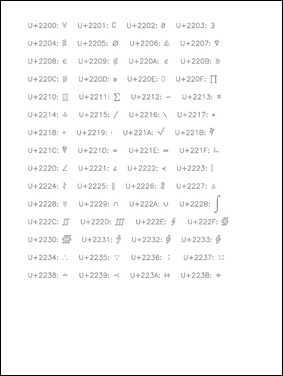 U+2200: ∀ U+2201: ∁ U+2202: ∂ U+2203: ∃
U+2204: ∄ U+2205: ∅ U+2206: ∆ U+2207: ∇
U+2208: ∈ U+2209: ∉ U+220A: ∊ U+220B: ∋
U+220C: ∌ U+220D: ∍ U+220E: ∎ U+220F: ∏
U+2210: ∐ U+2211: ∑ U+2212: − U+2213: ∓
U+2214: ∔ U+2215: ∕ U+2216: ∖ U+2217: ∗
U+2218: ∘ U+2219: ∙ U+221A: √ U+221B: ∛
U+221C: ∜ U+221D: ∝ U+221E: ∞ U+221F: ∟
U+2220: ∠ U+2221: ∡ U+2222: ∢ U+2223: ∣
U+2224: ∤ U+2225: ∥ U+2226: ∦ U+2227: ∧
U+2228: ∨ U+2229: ∩ U+222A: ∪ U+222B: ∫
U+222C: ∬ U+222D: ∭ U+222E: ∮ U+222F: ∯
U+2230: ∰ U+2231: ∱ U+2232: ∲ U+2233: ∳
U+2234: ∴ U+2235: ∵ U+2236: ∶ U+2237: ∷
U+2238: ∸ U+2239: ∹ U+223A: ∺ U+223B: ∻